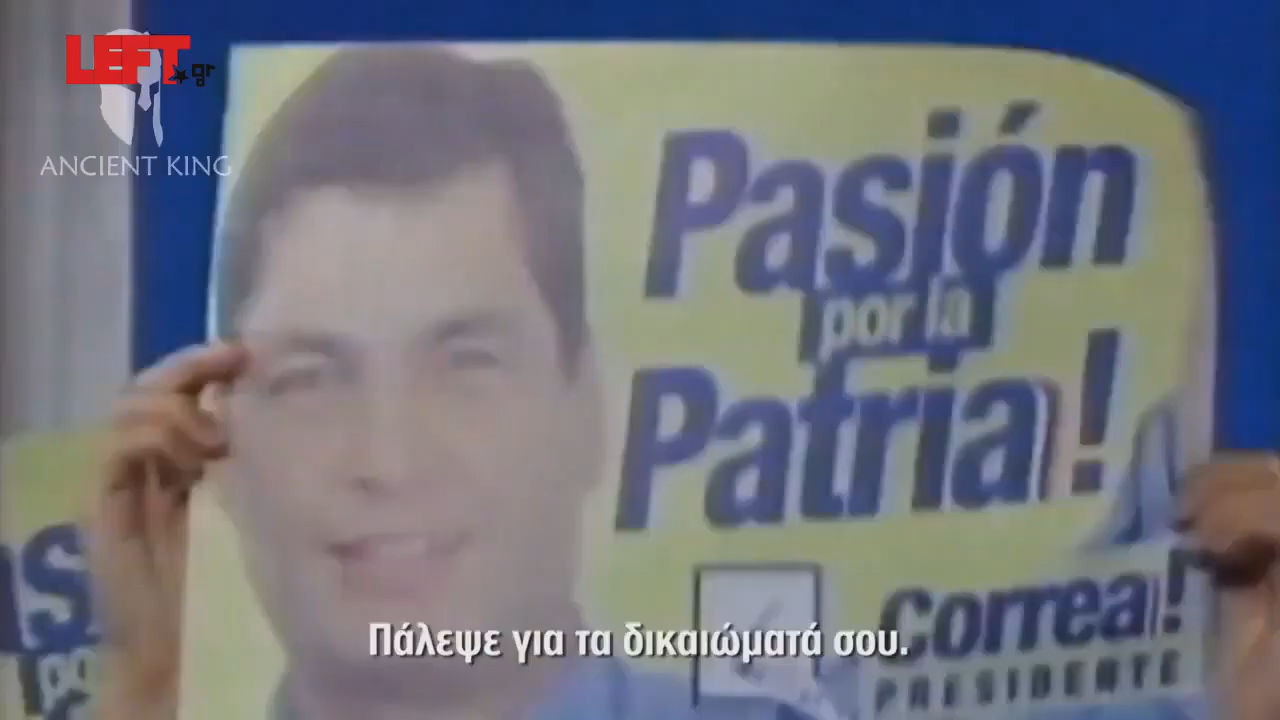 LEFT.gr
ANCIENT KING
Pasión
por la
Patria!
Correa!
PRESIDENTE
Πάλεψε για τα δικαιώματά σου.